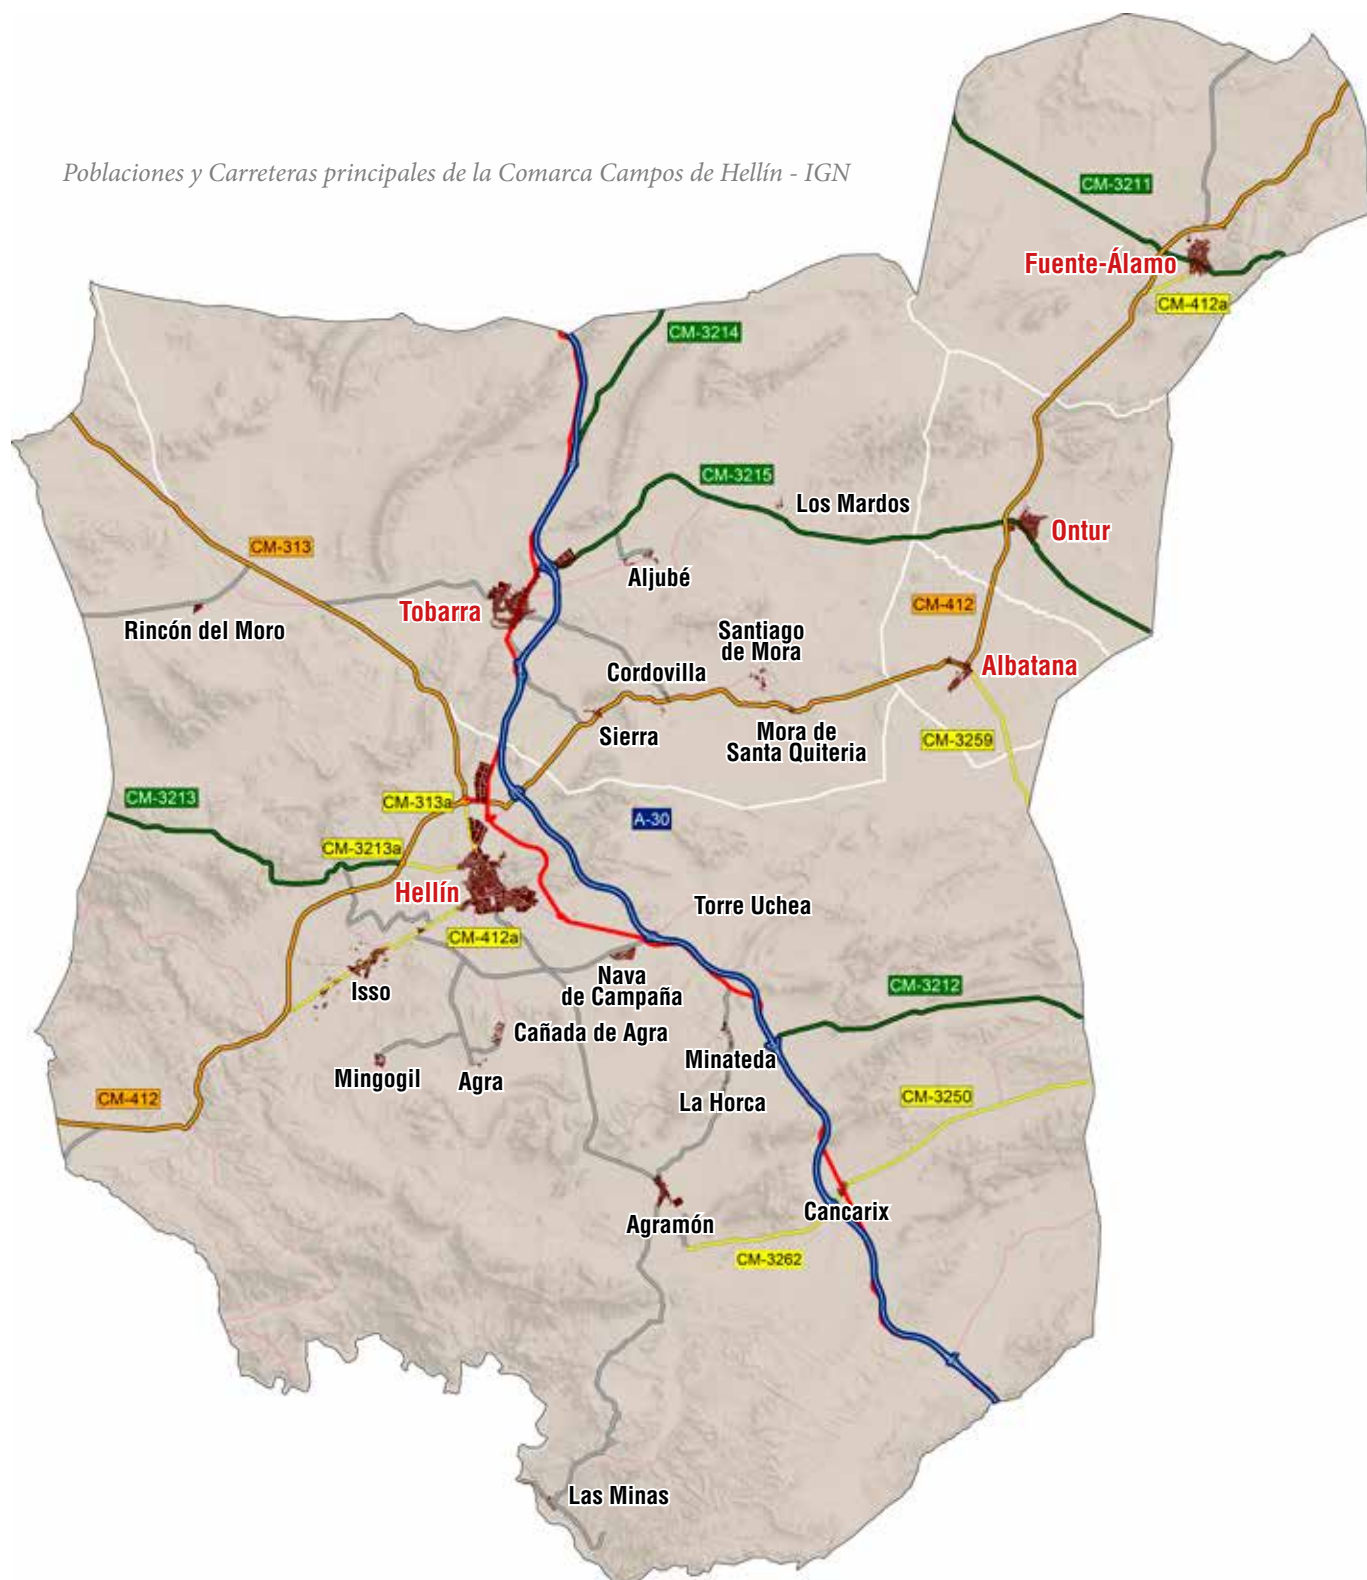 Poblaciones y Carreteras principales de la Comarca Campos de Hellín - IGN
CM-3211
Fuente-Álamo
CM-412a
CM-3214
CM-3215
Los Mardos
Ontur
CM-313
Aljubé
Tobarra
CM-412
Rincón del Moro
Santiago
de Mora
Cordovilla
Albatana
Sierra
Mora de
Santa Quiteria
CM-3259
CM-3213
CM-313a
A-30
CM-3213a
Hellín
Torre Uchea
CM-412a
Nava
de Campaña
Isso
CM-3212
Cañada de Agra
Minateda
Mingogil
Agra
CM-412
La Horca
CM-3250
Cancarix
Agramón
CM-3262
Las Minas